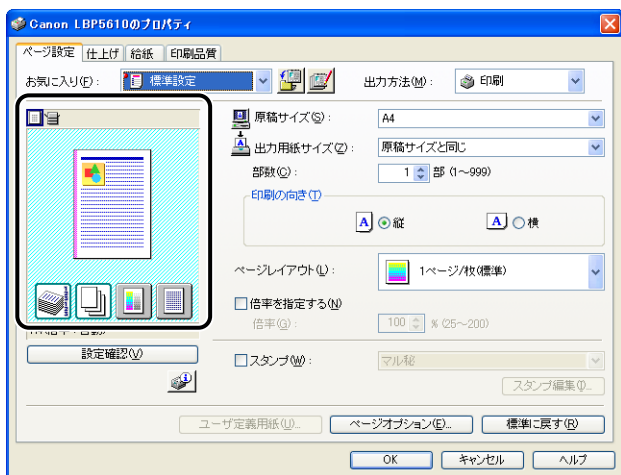 Canon LBP5610のプロパティ
ページ設定 仕上げ 給紙 印刷品質
お気に入り(F): 標準設定 出力方法(M): 印刷
原稿サイズ(S): A4
出力用紙サイズ(Z): 原稿サイズと同じ
部数(C): 1 部 (1～999)
印刷の向き(T)
A 縦 A 横
ページレイアウト(L): 1ページ/枚(標準)
倍率を指定する(N)
倍率(G): 100 % (25～200)
設定確認(V)
スタンプ(W): マル秘
スタンプ編集(I)...
ユーザ定義用紙(U)... ページオプション(E)... 標準に戻す(R)
OK キャンセル ヘルプ